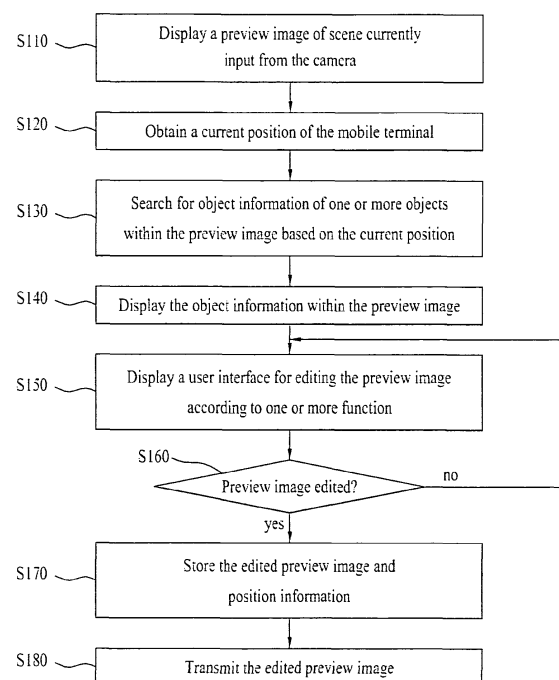 S110
Display a preview image of scene currently
input from the camera
S120
Obtain a current position of the mobile terminal
S130
Search for object information of one or more objects
within the preview image based on the current position
S140
Display the object information within the preview image
S150
Display a user interface for editing the preview image
according to one or more function
S160
Preview image edited?
no
yes
S170
Store the edited preview image and
position information
S180
Transmit the edited preview image